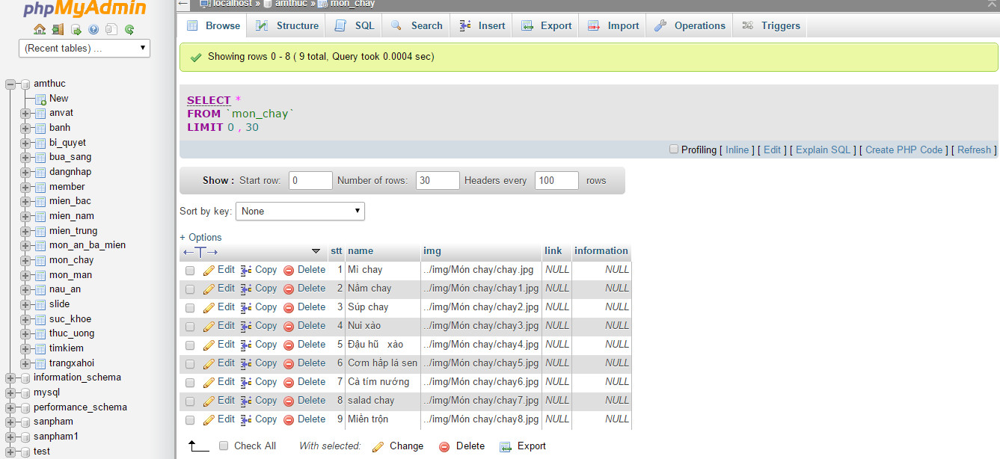 phpMyAdmin
(Recent tables) ...
amthuc
New
anvat
banh
bi_quyet
bua_sang
dangnhap
member
mien_bac
mien_nam
mien_trung
mon_an_ba_mien
mon_chay
mon_man
nau_an
slide
suc_khoe
thuc_uong
timkiem
trangxahoi
information_schema
mysql
performance_schema
sanpham
sanpham1
test
localhost » amthuc » mon_chay
Browse Structure SQL Search Insert Export Import Operations Triggers
Showing rows 0 - 8 ( 9 total, Query took 0.0004 sec)
SELECT *
FROM `mon_chay`
LIMIT 0 , 30
Profiling [ Inline ] [ Edit ] [ Explain SQL ] [ Create PHP Code ] [ Refresh ]
Show : Start row: 0 Number of rows: 30 Headers every 100 rows
Sort by key: None
+ Options
←T→ stt name img link information
Edit Copy Delete 1 Mì chay ../img/Món chay/chay.jpg NULL NULL
Edit Copy Delete 2 Nấm chay ../img/Món chay/chay1.jpg NULL NULL
Edit Copy Delete 3 Súp chay ../img/Món chay/chay2.jpg NULL NULL
Edit Copy Delete 4 Nui xào ../img/Món chay/chay3.jpg NULL NULL
Edit Copy Delete 5 Đậu hũ xào ../img/Món chay/chay4.jpg NULL NULL
Edit Copy Delete 6 Cơm hấp lá sen ../img/Món chay/chay5.jpg NULL NULL
Edit Copy Delete 7 Cà tím nướng ../img/Món chay/chay6.jpg NULL NULL
Edit Copy Delete 8 salad chay ../img/Món chay/chay7.jpg NULL NULL
Edit Copy Delete 9 Miến trộn ../img/Món chay/chay8.jpg NULL NULL
Check All With selected: Change Delete Export